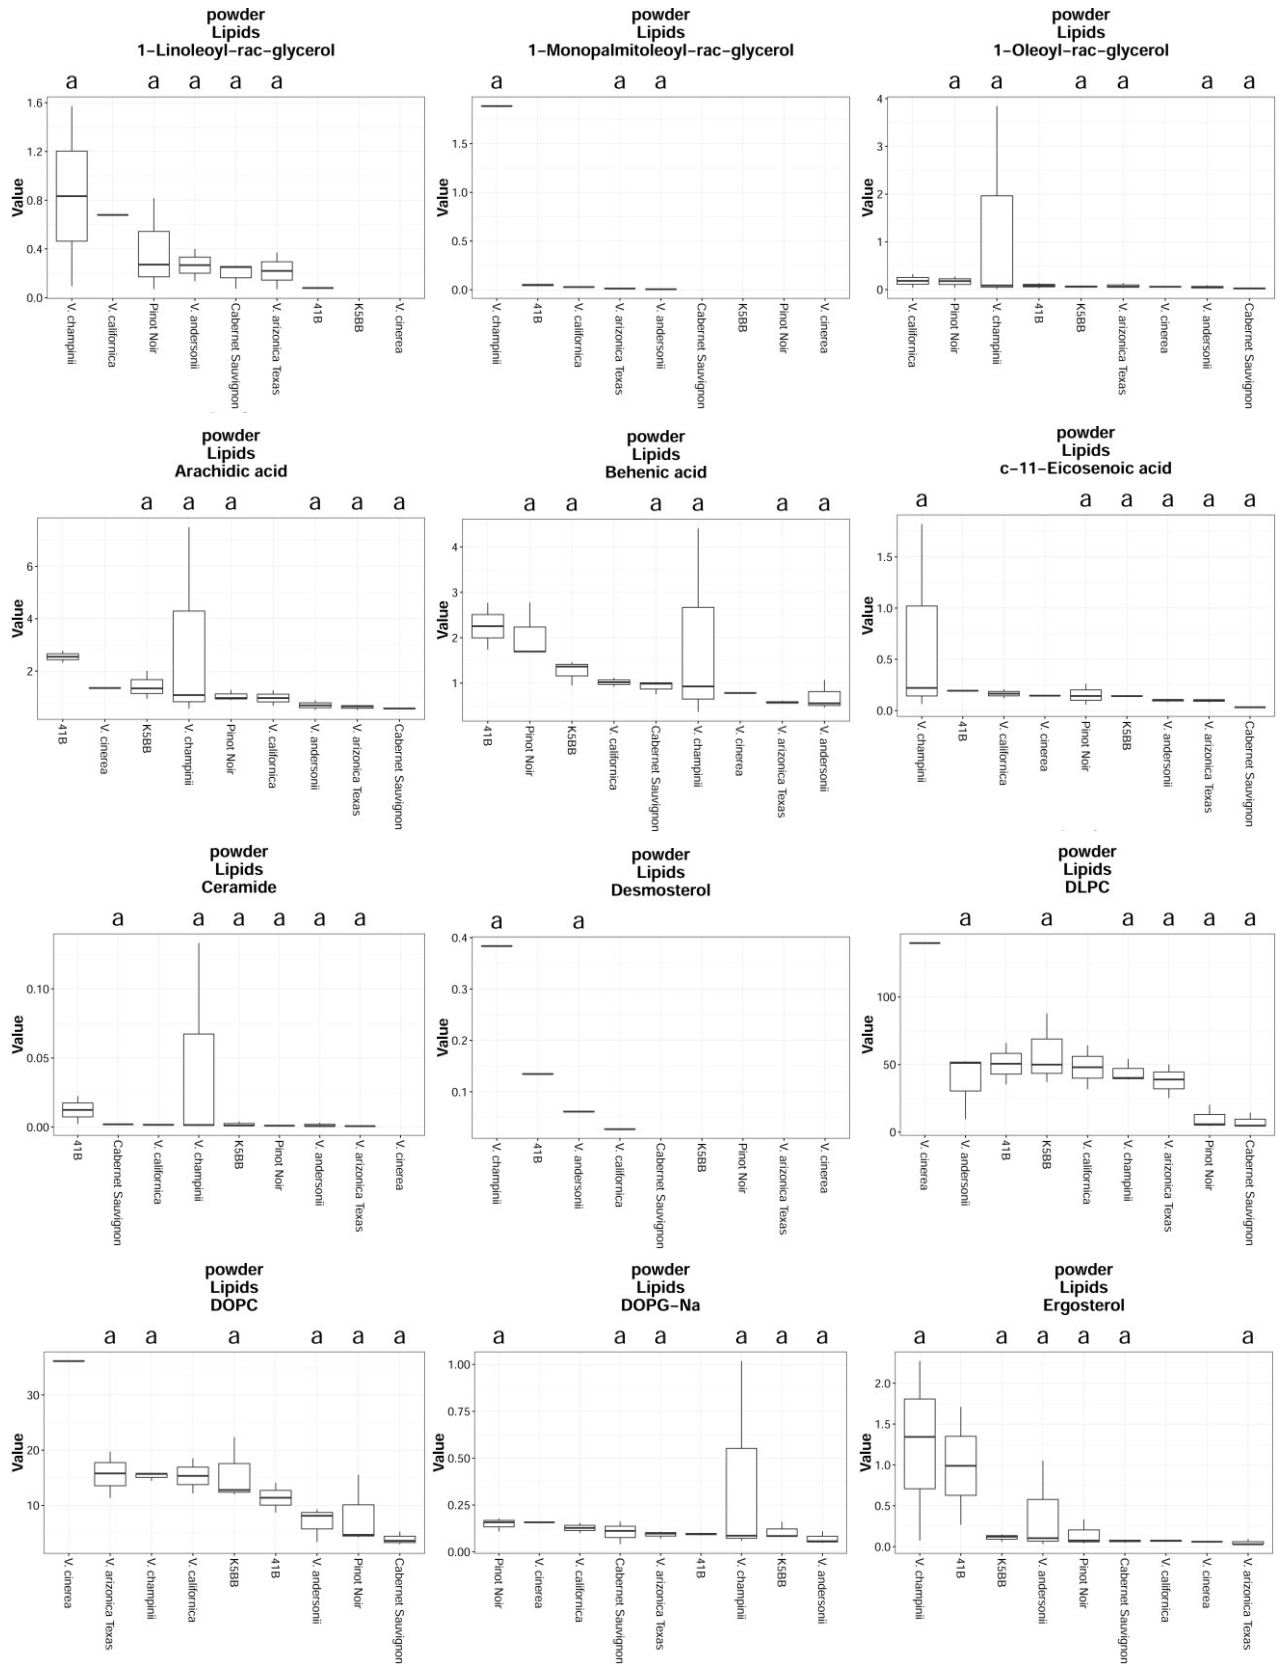 powder
Lipids
1−Linoleoyl−rac−glycerol
a a a a a
Value
1.6
1.2
0.8
0.4
0.0
V. champinii
V. californica
Pinot Noir
V. andersonii
Cabernet Sauvignon
V. arizonica Texas
41B
K5BB
V. cinerea
powder
Lipids
1−Monopalmitoleoyl−rac−glycerol
a a a
Value
1.5
1.0
0.5
0.0
V. champinii
41B
V. californica
V. arizonica Texas
V. andersonii
Cabernet Sauvignon
K5BB
Pinot Noir
V. cinerea
powder
Lipids
1−Oleoyl−rac−glycerol
a a a a a a
Value
4
3
2
1
0
V. californica
Pinot Noir
V. champinii
41B
K5BB
V. arizonica Texas
V. cinerea
V. andersonii
Cabernet Sauvignon
powder
Lipids
Arachidic acid
a a a a a a
Value
6
4
2
41B
V. cinerea
K5BB
V. champinii
Pinot Noir
V. californica
V. andersonii
V. arizonica Texas
Cabernet Sauvignon
powder
Lipids
Behenic acid
a a a a a a
Value
4
3
2
1
41B
Pinot Noir
K5BB
V. californica
Cabernet Sauvignon
V. champinii
V. cinerea
V. arizonica Texas
V. andersonii
powder
Lipids
c−11−Eicosenoic acid
a a a a a a
Value
1.5
1.0
0.5
0.0
V. champinii
41B
V. californica
V. cinerea
Pinot Noir
K5BB
V. andersonii
V. arizonica Texas
Cabernet Sauvignon
powder
Lipids
Ceramide
a a a a a a
Value
0.10
0.05
0.00
41B
Cabernet Sauvignon
V. californica
V. champinii
K5BB
Pinot Noir
V. andersonii
V. arizonica Texas
V. cinerea
powder
Lipids
Desmosterol
a a
Value
0.4
0.3
0.2
0.1
V. champinii
41B
V. andersonii
V. californica
Cabernet Sauvignon
K5BB
Pinot Noir
V. arizonica Texas
V. cinerea
powder
Lipids
DLPC
a a a a a a
Value
100
50
0
V. cinerea
V. andersonii
41B
K5BB
V. californica
V. champinii
V. arizonica Texas
Pinot Noir
Cabernet Sauvignon
powder
Lipids
DOPC
a a a a a a
Value
30
20
10
V. cinerea
V. arizonica Texas
V. champinii
V. californica
K5BB
41B
V. andersonii
Pinot Noir
Cabernet Sauvignon
powder
Lipids
DOPG−Na
a a a a a a
Value
1.00
0.75
0.50
0.25
0.00
Pinot Noir
V. cinerea
V. californica
Cabernet Sauvignon
V. arizonica Texas
41B
V. champinii
K5BB
V. andersonii
powder
Lipids
Ergosterol
a a a a a a
Value
2.0
1.5
1.0
0.5
0.0
V. champinii
41B
K5BB
V. andersonii
Pinot Noir
Cabernet Sauvignon
V. californica
V. cinerea
V. arizonica Texas